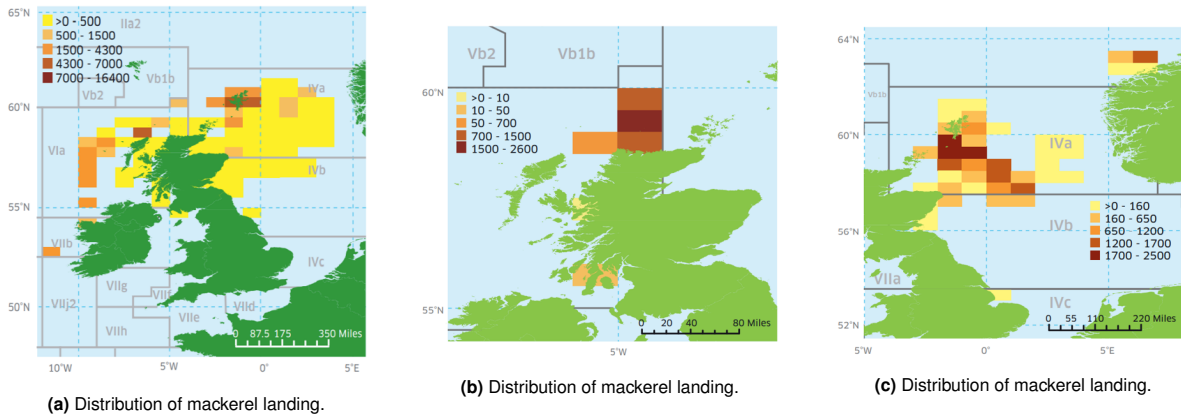 >0 - 500
500 - 1500
1500 - 4300
4300 - 7000
7000 - 16400
IIa2
Vb1b
Vb2
IVa
VIa
IVb
VIIb
IVc
VIIg
VIIf
VIIj2
VIIe
VIId
VIIh
65°N
60°N
55°N
50°N
0 87.5 175 350 Miles
10°W 5°W 0° 5°E
(a) Distribution of mackerel landing.
Vb2
Vb1b
60°N
>0 - 10
10 - 50
50 - 700
700 - 1500
1500 - 2600
55°N
0 20 40 80 Miles
5°W
(b) Distribution of mackerel landing.
64°N
Vb1b
60°N
IVa
>0 - 160
160 - 650
650 - 1200
1200 - 1700
1700 - 2500
IVb
56°N
VIIa
IVc
52°N
0 55 110 220 Miles
5°W 0° 5°E
(c) Distribution of mackerel landing.